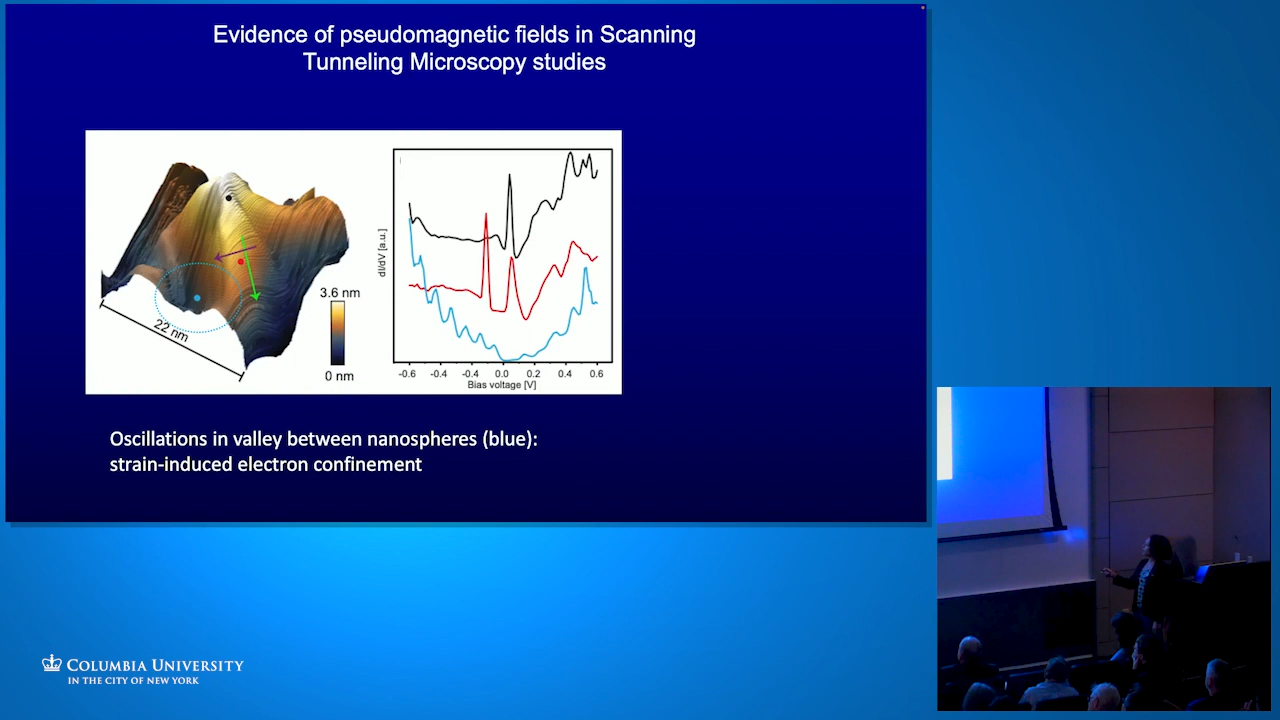 Evidence of pseudomagnetic fields in Scanning
Tunneling Microscopy studies
3.6 nm
22 nm
0 nm
dI/dV [a.u.]
-0.6 -0.4 -0.4 -0.2 0.0 0.2 0.4 0.6
Bias voltage [V]
Oscillations in valley between nanospheres (blue):
strain-induced electron confinement
COLUMBIA UNIVERSITY
IN THE CITY OF NEW YORK